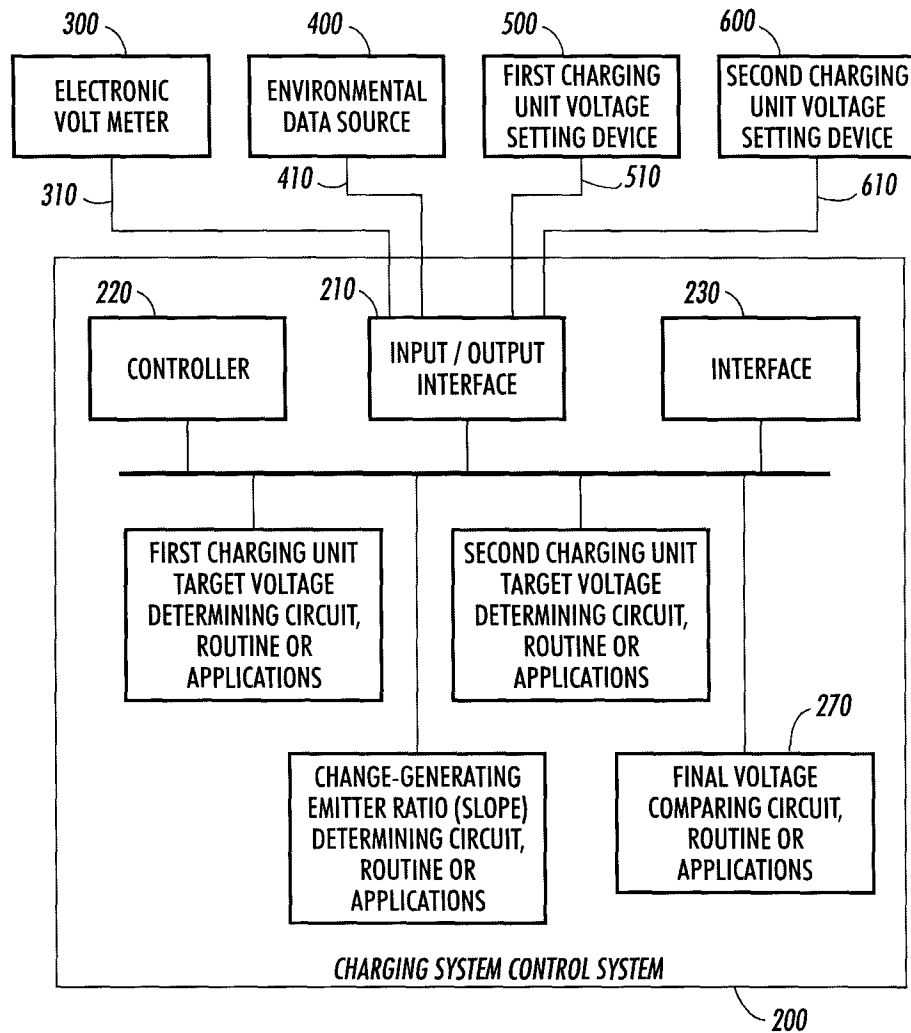 300
400
500
600
ELECTRONIC
VOLT METER
ENVIRONMENTAL
DATA SOURCE
FIRST CHARGING
UNIT VOLTAGE
SETTING DEVICE
SECOND CHARGING
UNIT VOLTAGE
SETTING DEVICE
310
410
510
610
220
210
230
CONTROLLER
INPUT / OUTPUT
INTERFACE
INTERFACE
FIRST CHARGING UNIT
TARGET VOLTAGE
DETERMINING CIRCUIT,
ROUTINE OR
APPLICATIONS
SECOND CHARGING UNIT
TARGET VOLTAGE
DETERMINING CIRCUIT,
ROUTINE OR
APPLICATIONS
270
CHANGE-GENERATING
EMITTER RATIO (SLOPE)
DETERMINING CIRCUIT,
ROUTINE OR
APPLICATIONS
FINAL VOLTAGE
COMPARING CIRCUIT,
ROUTINE OR
APPLICATIONS
CHARGING SYSTEM CONTROL SYSTEM
200